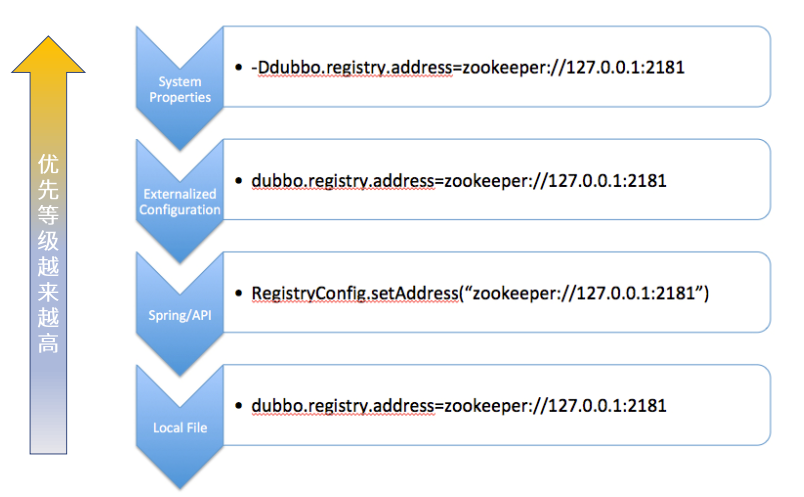 优先等级越来越高
System
Properties
• -Ddubbo.registry.address=zookeeper://127.0.0.1:2181
Externalized
Configuration
• dubbo.registry.address=zookeeper://127.0.0.1:2181
Spring/API
• RegistryConfig.setAddress(“zookeeper://127.0.0.1:2181”)
Local File
• dubbo.registry.address=zookeeper://127.0.0.1:2181